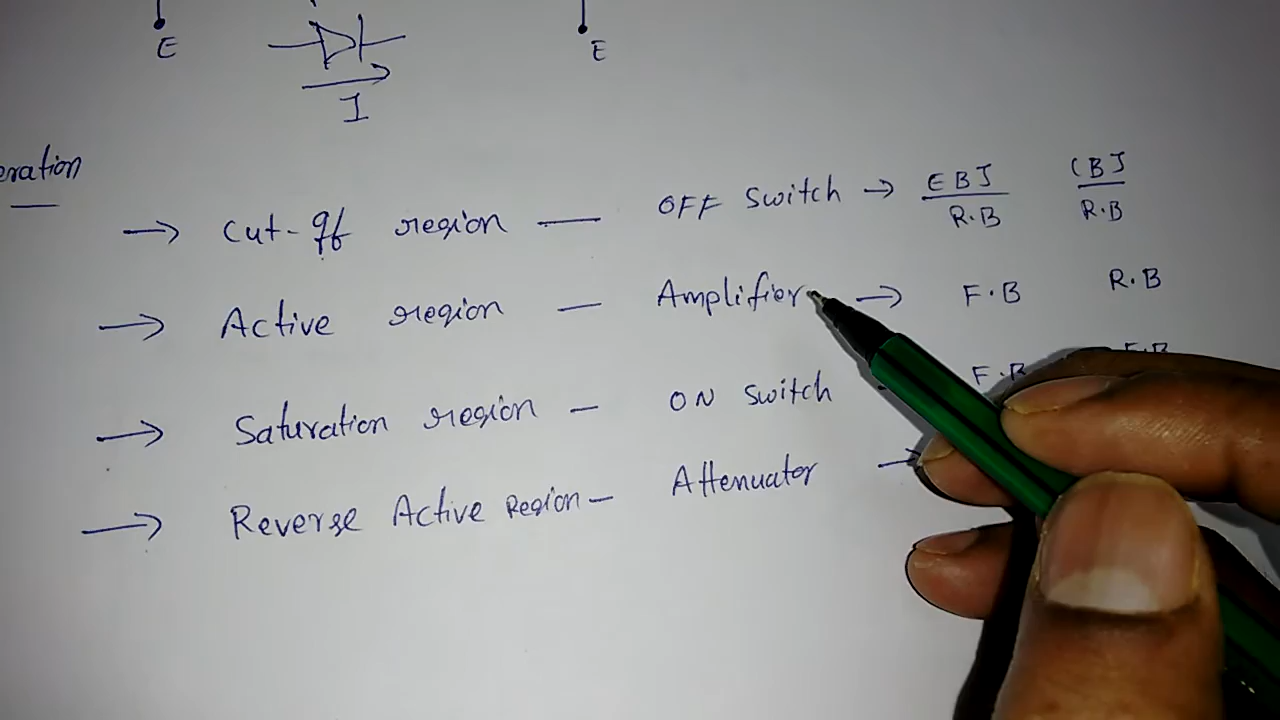 E
E
I
eration
→ Cut-off region — OFF Switch → EBJ CBJ
R.B R.B
→ Active region — Amplifier → F.B R.B
→ Saturation region — ON Switch F.B F.B
→ Reverse Active Region — Attenuator →